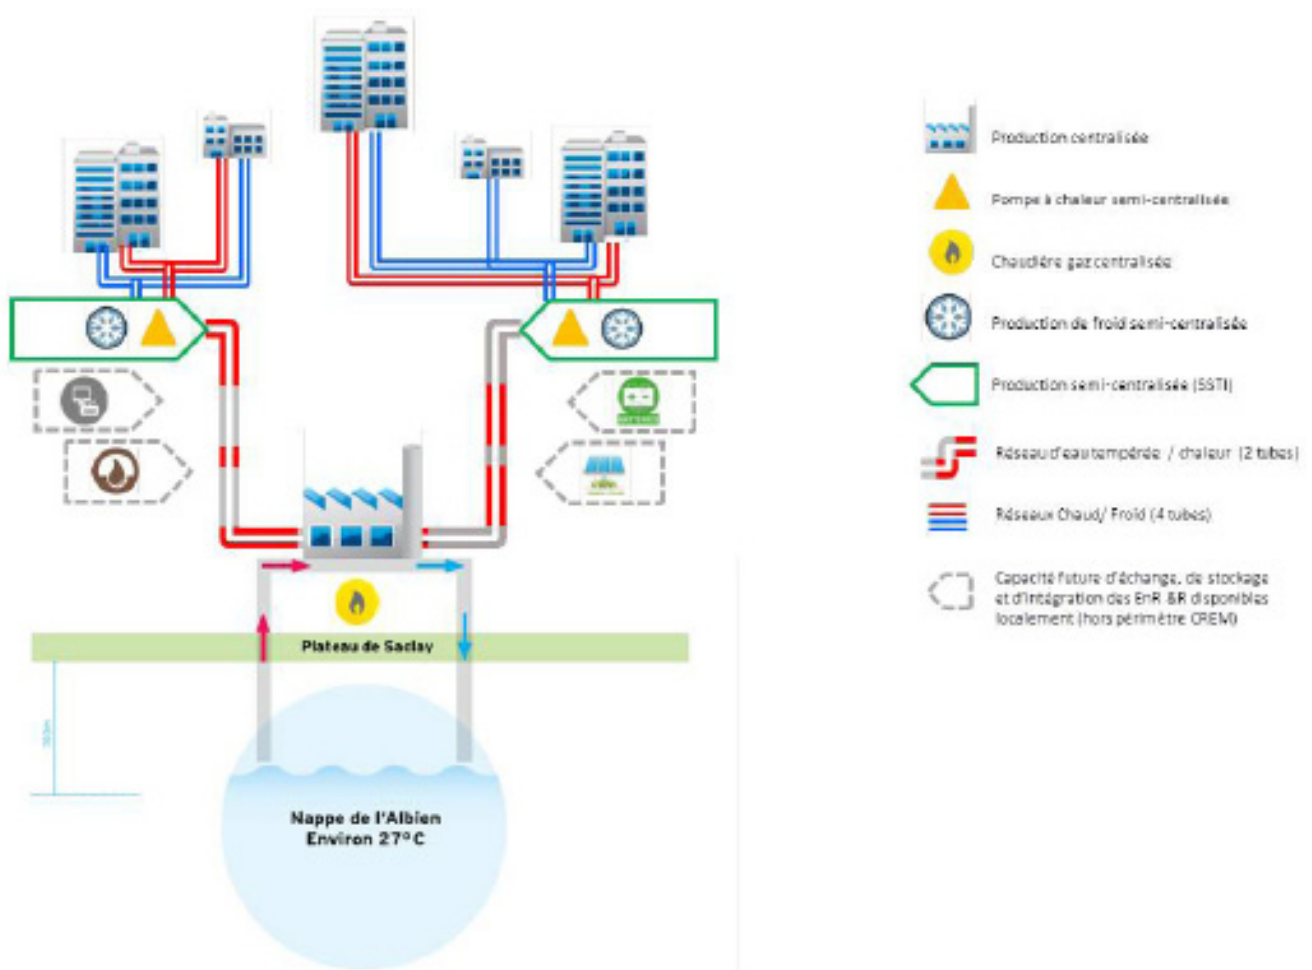 Production centralisée
Pompe à chaleur semi-centralisée
Chaudière gaz centralisée
Production de froid semi-centralisée
Production semi-centralisée (SSTI)
Réseau d'eau tempérée / chaleur (2 tubes)
Réseaux Chaud/ Froid (4 tubes)
Capacité future d'échange, de stockage
et d'intégration des EnR &R disponibles
localement (hors périmètre CREM)
Plateau de Saclay
Nappe de l'Albien
Environ 27° C